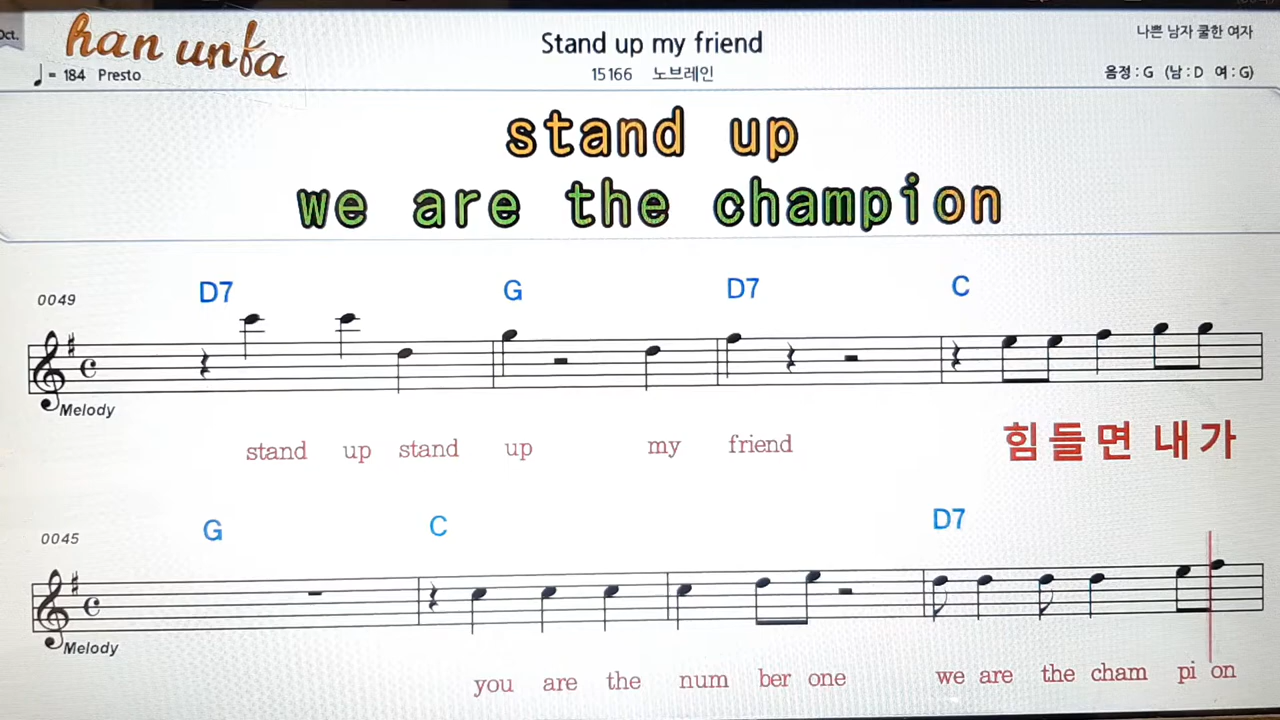 Oct.
han unfa
Stand up my friend
나쁜 남자 쿨한 여자
= 184 Presto
15166 노브레인
음정 : G (남 : D 여 : G)
stand up
we are the champion
0049
D7 G D7 C
Melody
stand up stand up my friend 힘들면 내가
0045
G C D7
Melody
you are the num ber one we are the cham pi on